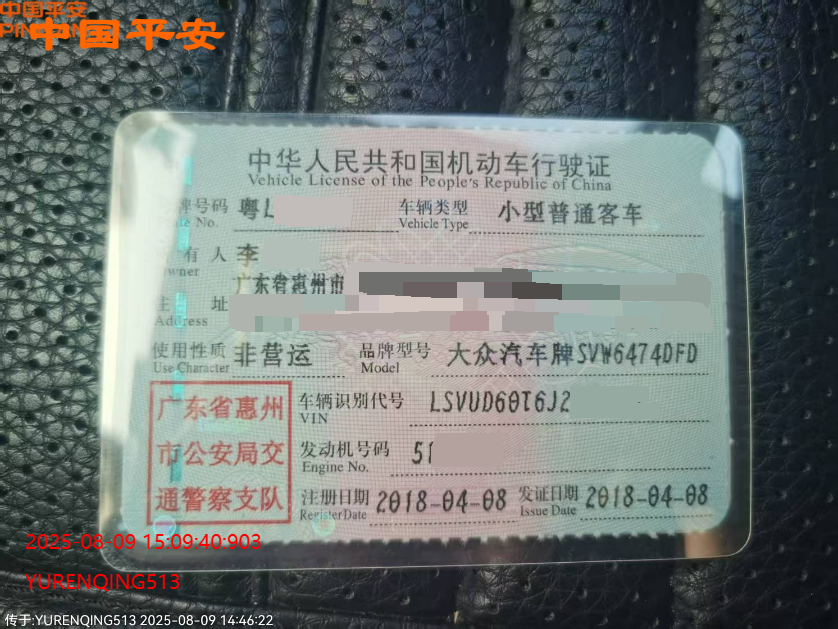 中国平安
中国平安
中华人民共和国机动车行驶证
Vehicle License of the People's Republic of China
牌号码 粤L 车辆类型 小型普通客车
No. Vehicle Type
有人 李
wner
广东省惠州市
主 址
Address
使用性质 非营运 品牌型号 大众汽车牌SVW6474DFD
Use Character Model
广东省惠州 车辆识别代号 LSVUD60T6J2
VIN
市公安局交 发动机号码 51
Engine No.
通警察支队 注册日期 2018-04-08 发证日期 2018-04-08
Register Date Issue Date
2025-08-09 15:09:40:903
YURENQING513
传于:YURENQING513 2025-08-09 14:46:22